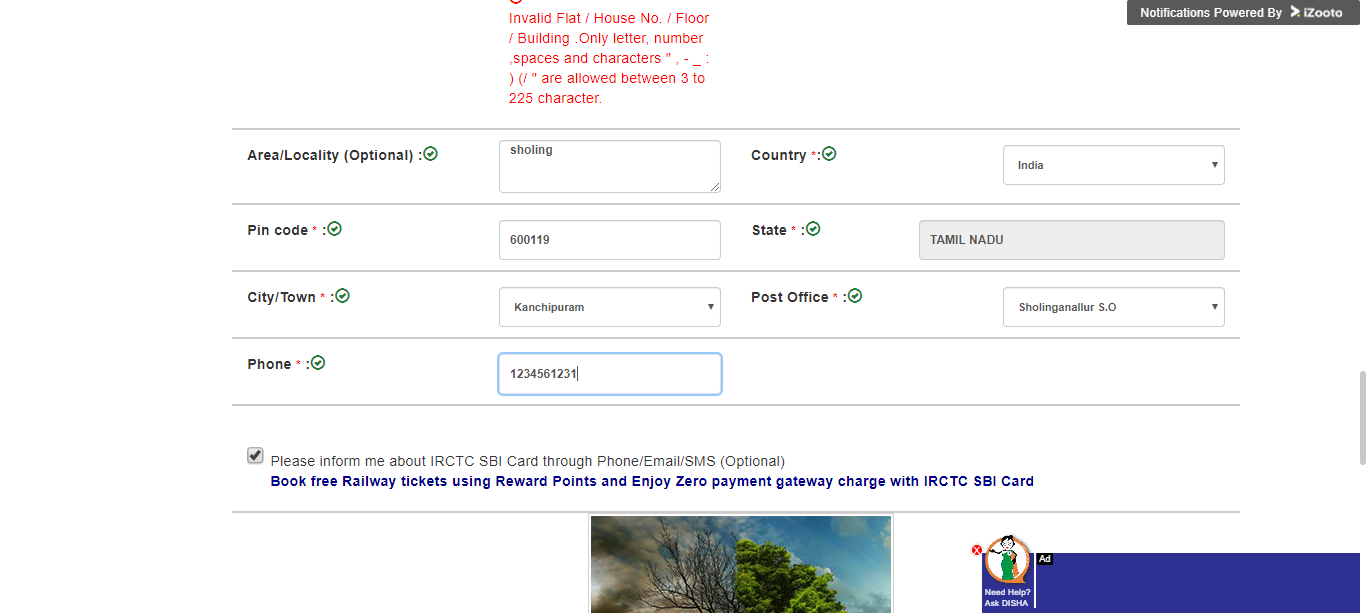 Notifications Powered By iZooto
Invalid Flat / House No. / Floor
/ Building .Only letter, number
,spaces and characters " , - _ :
) (/ " are allowed between 3 to
225 character.
Area/Locality (Optional) :
sholing
Country *:
India
Pin code * :
600119
State * :
TAMIL NADU
City/Town * :
Kanchipuram
Post Office * :
Sholinganallur S.O
Phone * :
1234561231
Please inform me about IRCTC SBI Card through Phone/Email/SMS (Optional)
Book free Railway tickets using Reward Points and Enjoy Zero payment gateway charge with IRCTC SBI Card
X
Ad
Need Help?
Ask DISHA